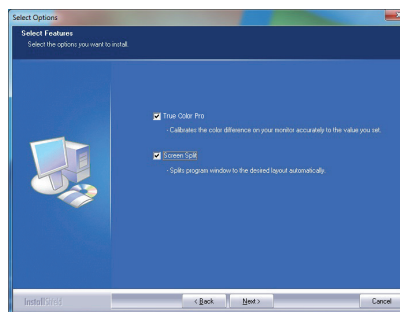 Select Options
Select Features
Select the options you want to install.
True Color Pro
- Calibrates the color difference on your monitor accurately to the value you set.
Screen Split
- Splits program window to the desired layout automatically.
InstallShield
< Back
Next >
Cancel